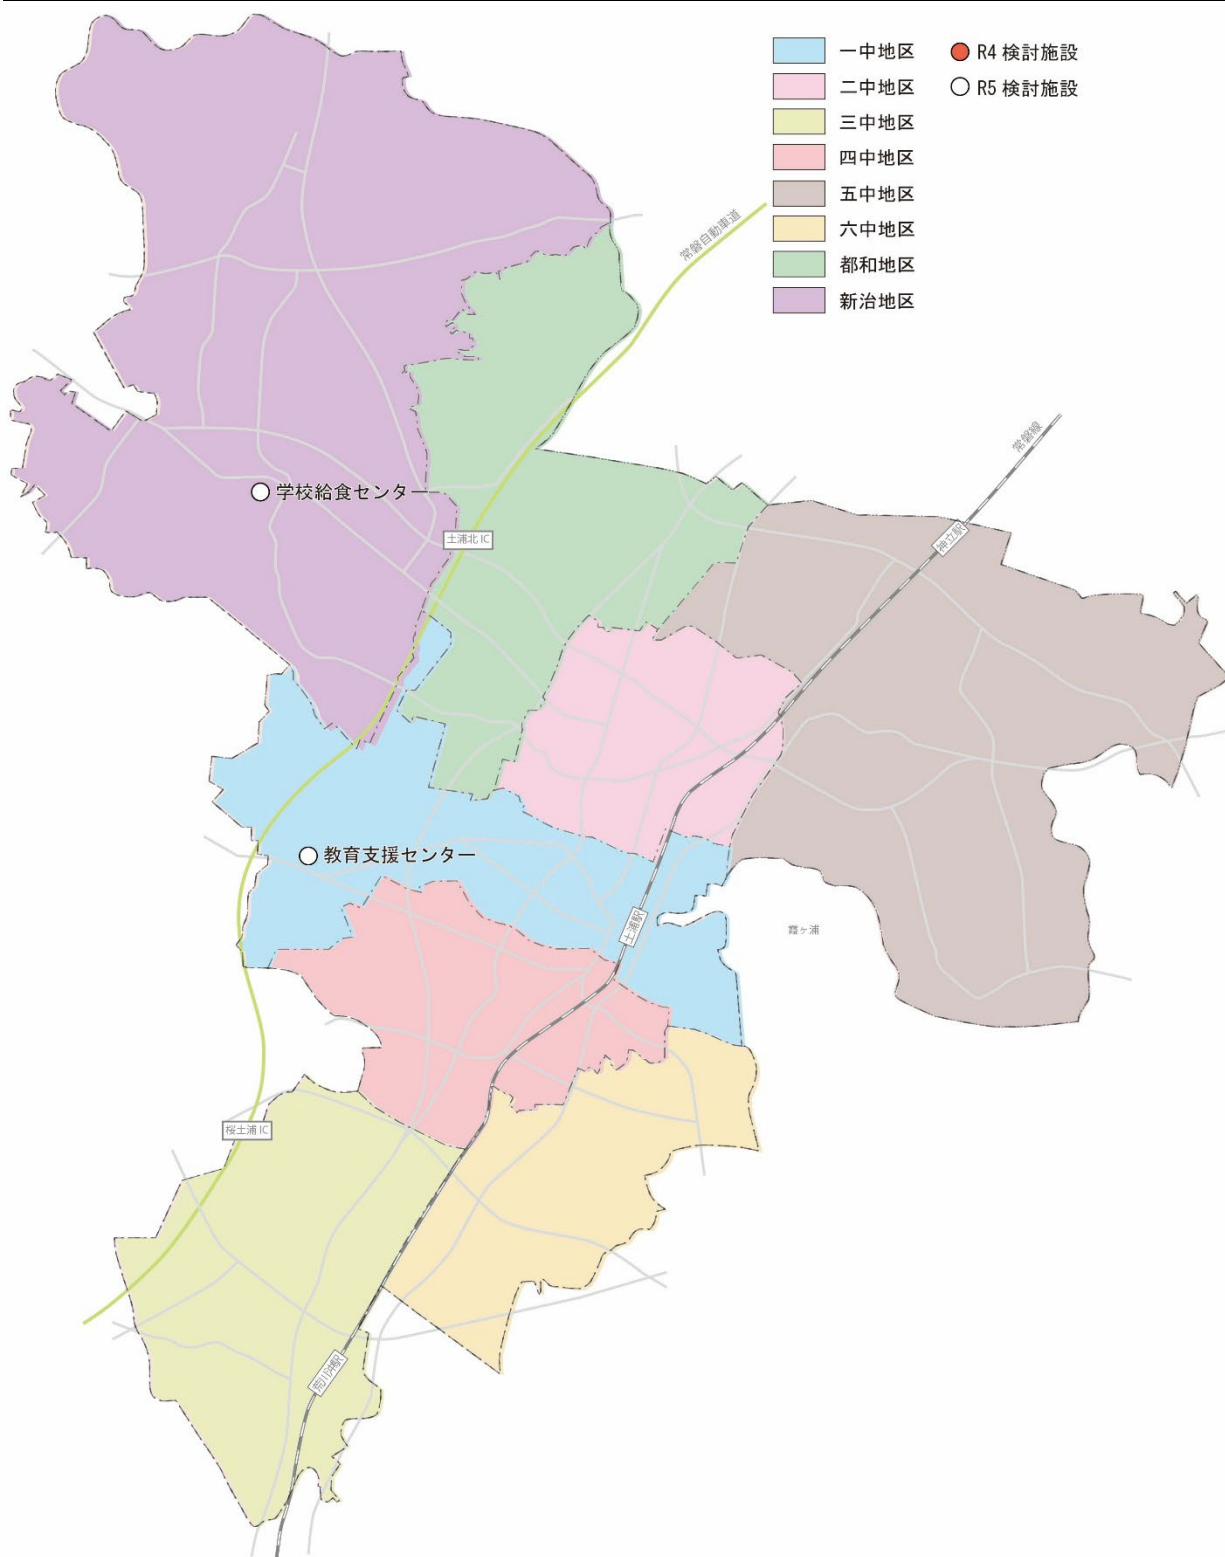 一中地区
二中地区
三中地区
四中地区
五中地区
六中地区
都和地区
新治地区
R4 検討施設
R5 検討施設
常磐自動車道
常磐線
神立駅
学校給食センター
土浦北 IC
教育支援センター
土浦駅
霞ヶ浦
桜土浦 IC
荒川沖駅